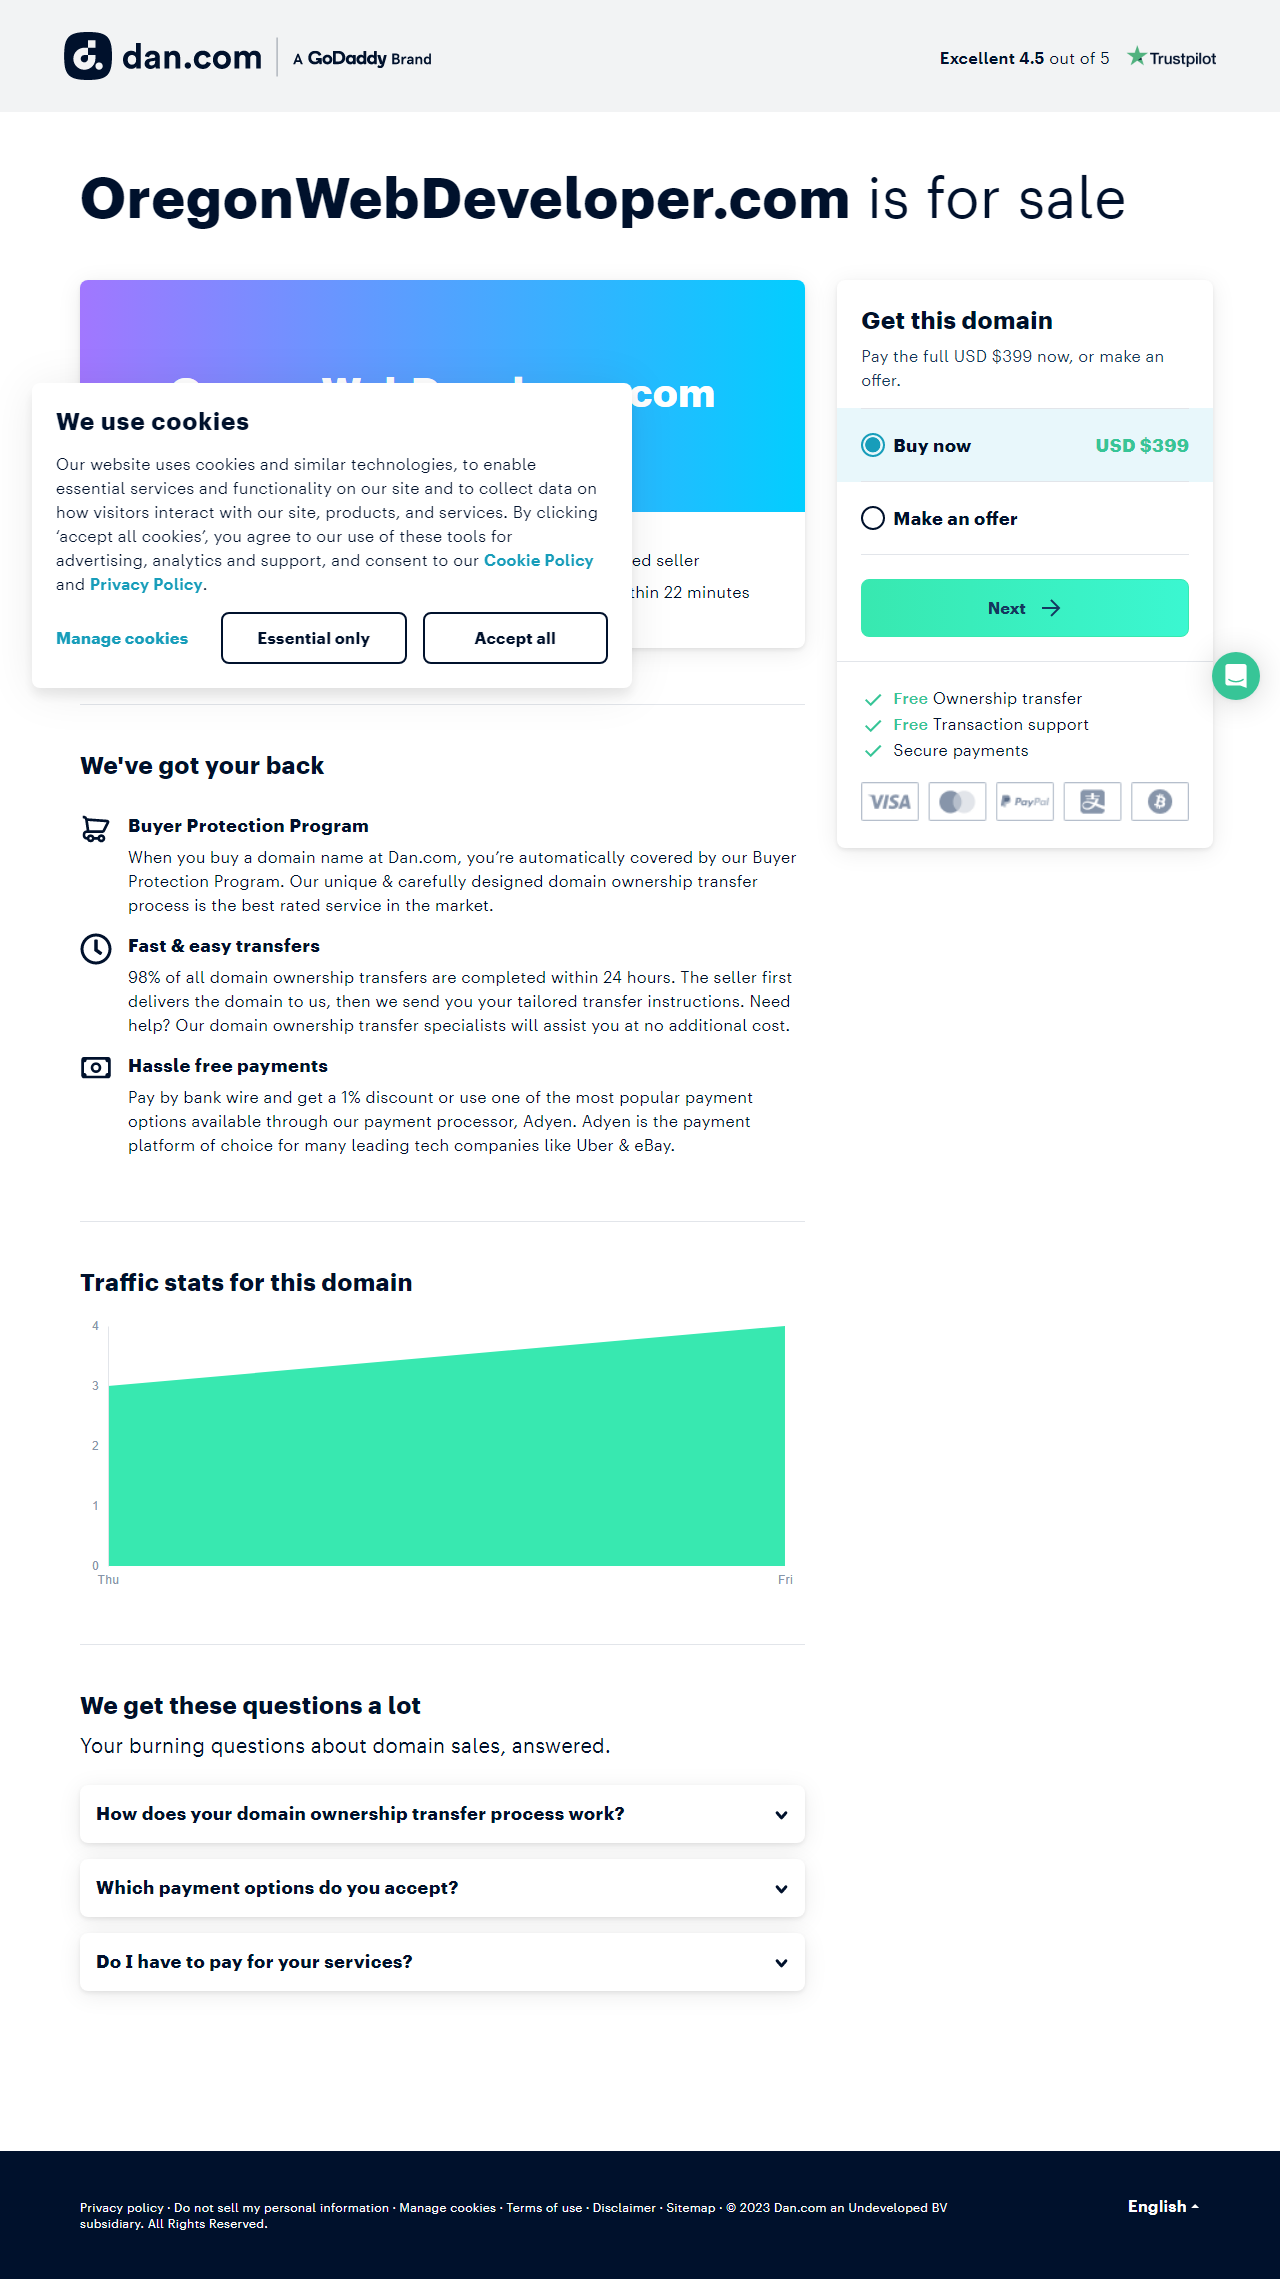 dan.com
A GoDaddy Brand
Excellent 4.5 out of 5
Trustpilot
OregonWebDeveloper.com is for sale
com
We use cookies
Our website uses cookies and similar technologies, to enable
essential services and functionality on our site and to collect data on
how visitors interact with our site, products, and services. By clicking
‘accept all cookies’, you agree to our use of these tools for
advertising, analytics and support, and consent to our Cookie Policy
and Privacy Policy.
Manage cookies
Essential only
Accept all
seller
22 minutes
Get this domain
Pay the full USD $399 now, or make an
offer.
Buy now
USD $399
Make an offer
Next
Free Ownership transfer
Free Transaction support
Secure payments
VISA
PayPal
支
We've got your back
Buyer Protection Program
When you buy a domain name at Dan.com, you’re automatically covered by our Buyer
Protection Program. Our unique & carefully designed domain ownership transfer
process is the best rated service in the market.
Fast & easy transfers
98% of all domain ownership transfers are completed within 24 hours. The seller first
delivers the domain to us, then we send you your tailored transfer instructions. Need
help? Our domain ownership transfer specialists will assist you at no additional cost.
Hassle free payments
Pay by bank wire and get a 1% discount or use one of the most popular payment
options available through our payment processor, Adyen. Adyen is the payment
platform of choice for many leading tech companies like Uber & eBay.
Traffic stats for this domain
4
3
2
1
0
Thu
Fri
We get these questions a lot
Your burning questions about domain sales, answered.
How does your domain ownership transfer process work?
Which payment options do you accept?
Do I have to pay for your services?
Privacy policy · Do not sell my personal information · Manage cookies · Terms of use · Disclaimer · Sitemap · © 2023 Dan.com an Undeveloped BV
subsidiary. All Rights Reserved.
English